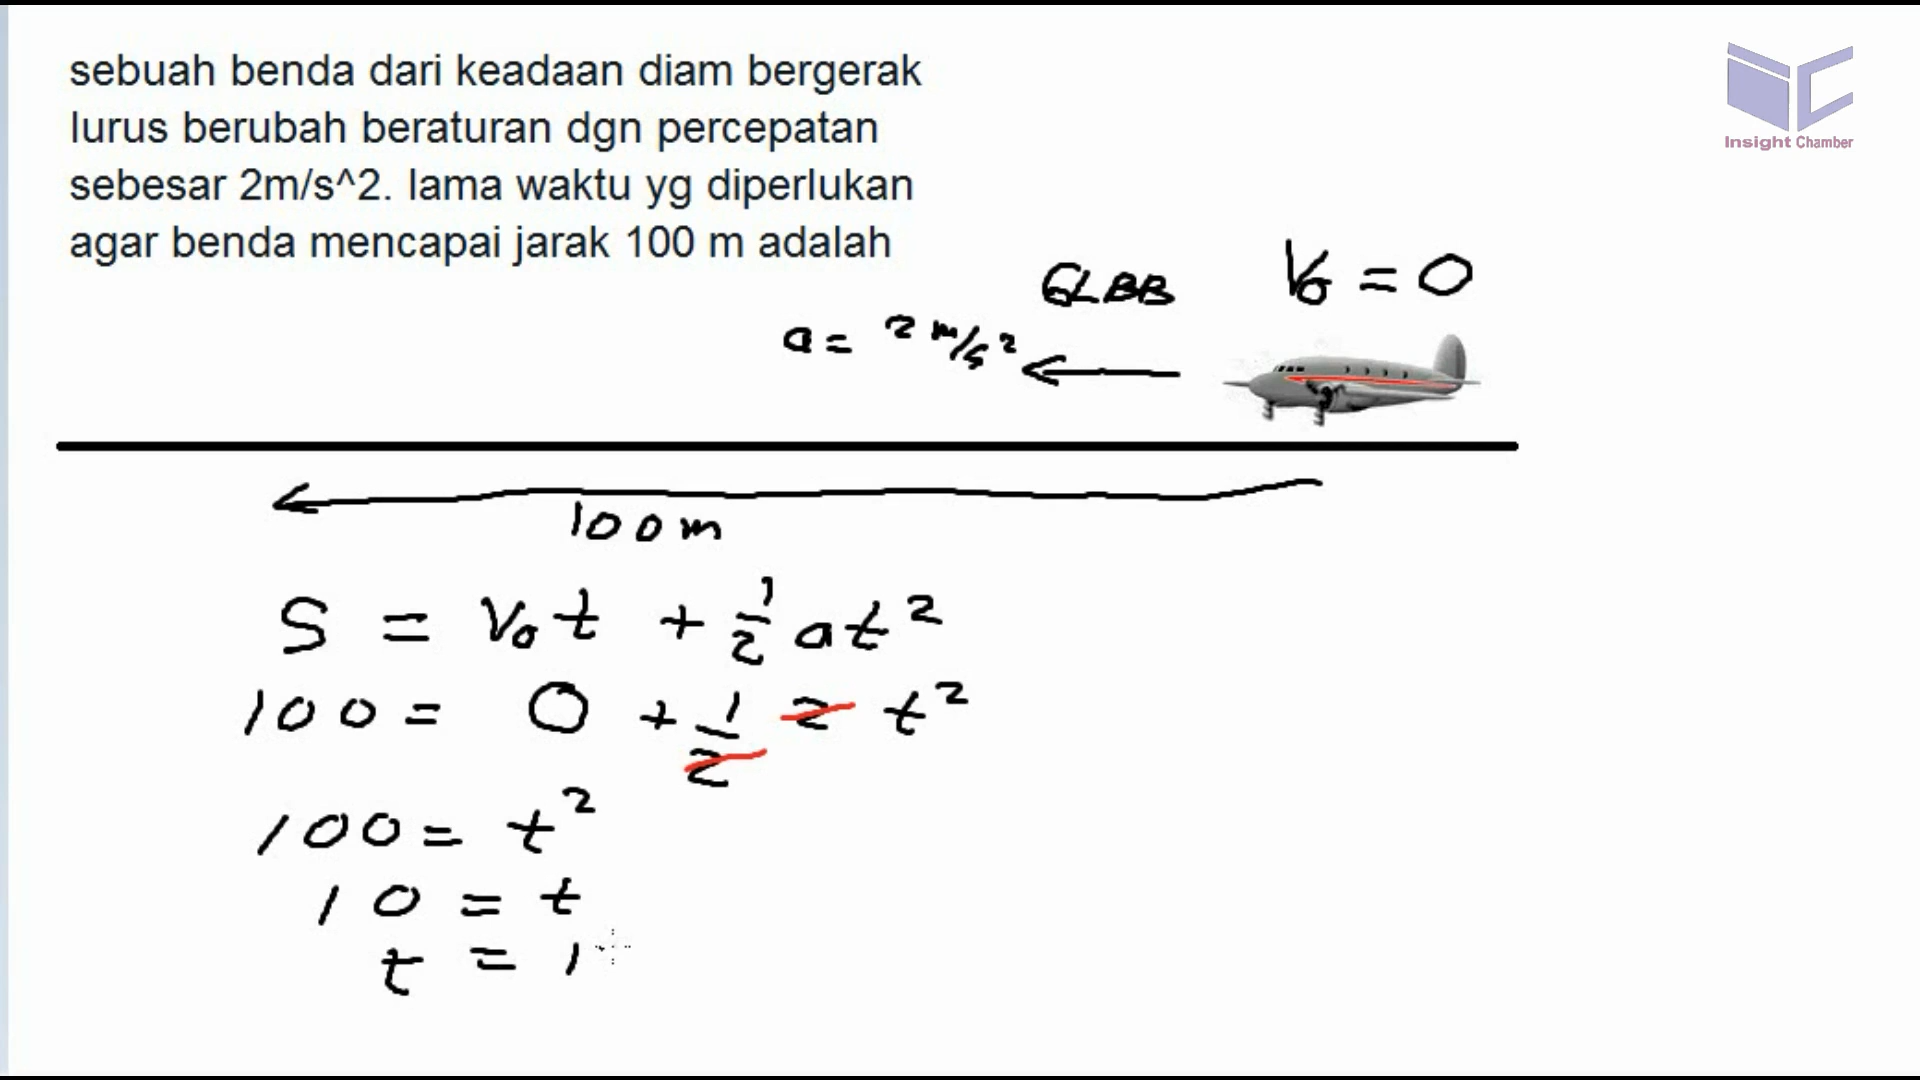 sebuah benda dari keadaan diam bergerak
lurus berubah beraturan dgn percepatan
sebesar 2m/s^2. lama waktu yg diperlukan
agar benda mencapai jarak 100 m adalah
Insight Chamber
GLBB
V₀ = 0
a = 2 m/s²
100 m
S = V₀t + 1/2 at²
100 = 0 + 1/2 2 t²
100 = t²
10 = t
t = 1